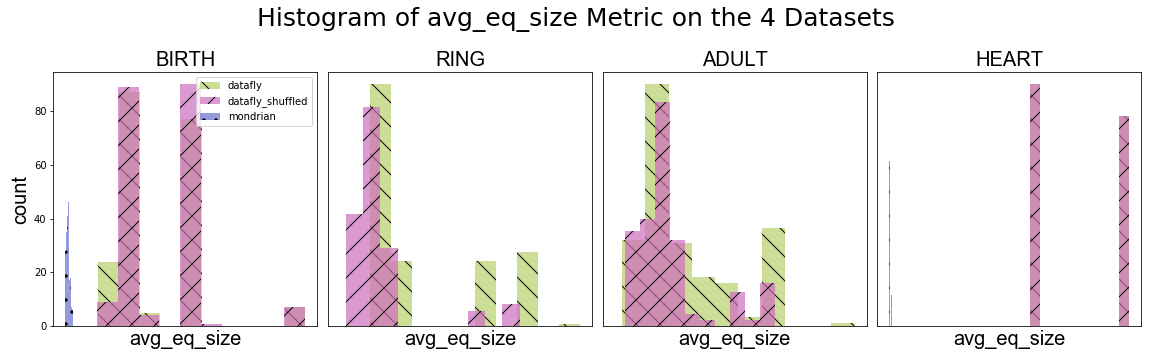 Histogram of avg_eq_size Metric on the 4 Datasets
BIRTH
RING
ADULT
HEART
datafly
datafly_shuffled
mondrian
count
80
60
40
20
0
avg_eq_size
avg_eq_size
avg_eq_size
avg_eq_size